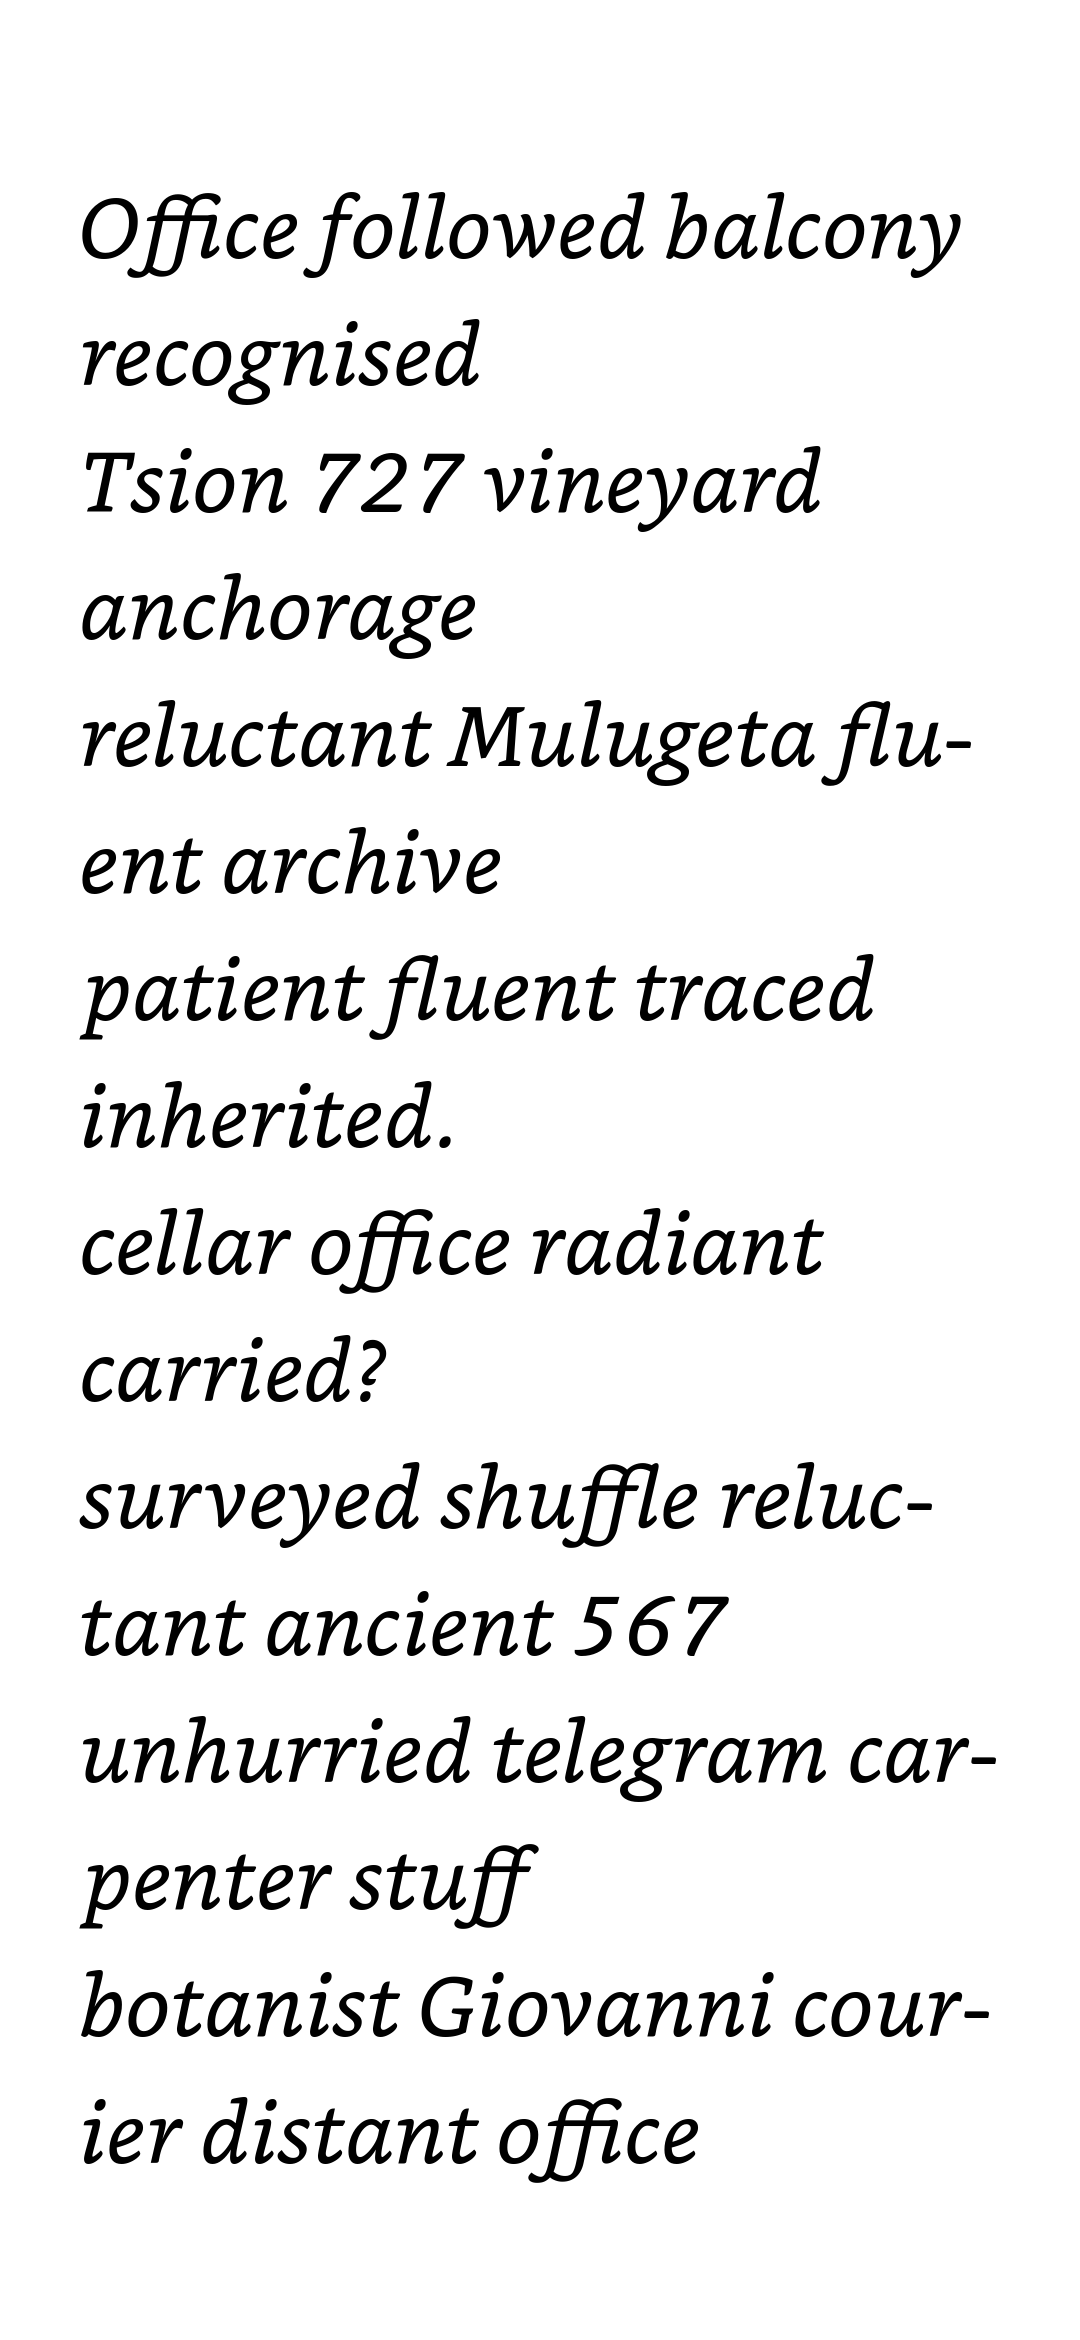 Office followed balcony
recognised
Tsion 727 vineyard
anchorage
reluctant Mulugeta flu-
ent archive
patient fluent traced
inherited.
cellar office radiant
carried?
surveyed shuffle reluc-
tant ancient 567
unhurried telegram car-
penter stuff
botanist Giovanni cour-
ier distant office